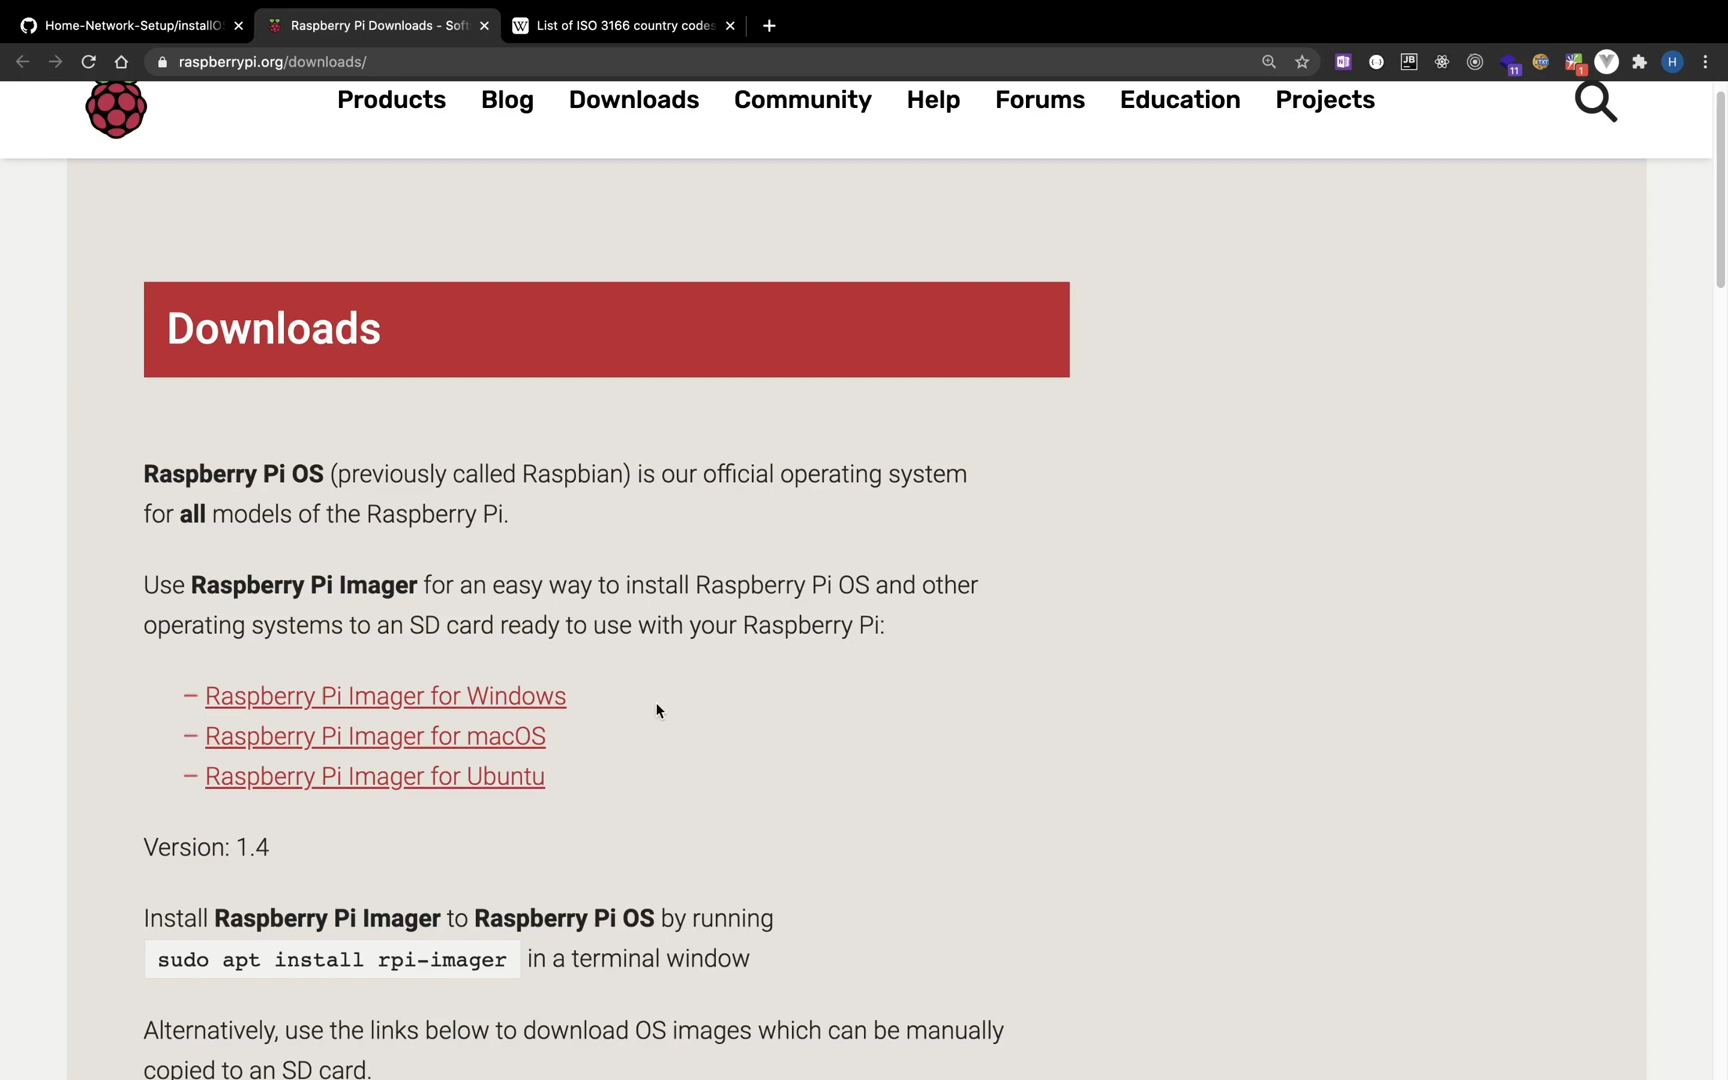 Home-Network-Setup/installOS
Raspberry Pi Downloads - Soft
W
List of ISO 3166 country codes
raspberrypi.org/downloads/
JB
11
TXT
1
H
Products
Blog
Downloads
Community
Help
Forums
Education
Projects
Downloads
Raspberry Pi OS (previously called Raspbian) is our official operating system
for all models of the Raspberry Pi.
Use Raspberry Pi Imager for an easy way to install Raspberry Pi OS and other
operating systems to an SD card ready to use with your Raspberry Pi:
– Raspberry Pi Imager for Windows
– Raspberry Pi Imager for macOS
– Raspberry Pi Imager for Ubuntu
Version: 1.4
Install Raspberry Pi Imager to Raspberry Pi OS by running
sudo apt install rpi-imager in a terminal window
Alternatively, use the links below to download OS images which can be manually
copied to an SD card.